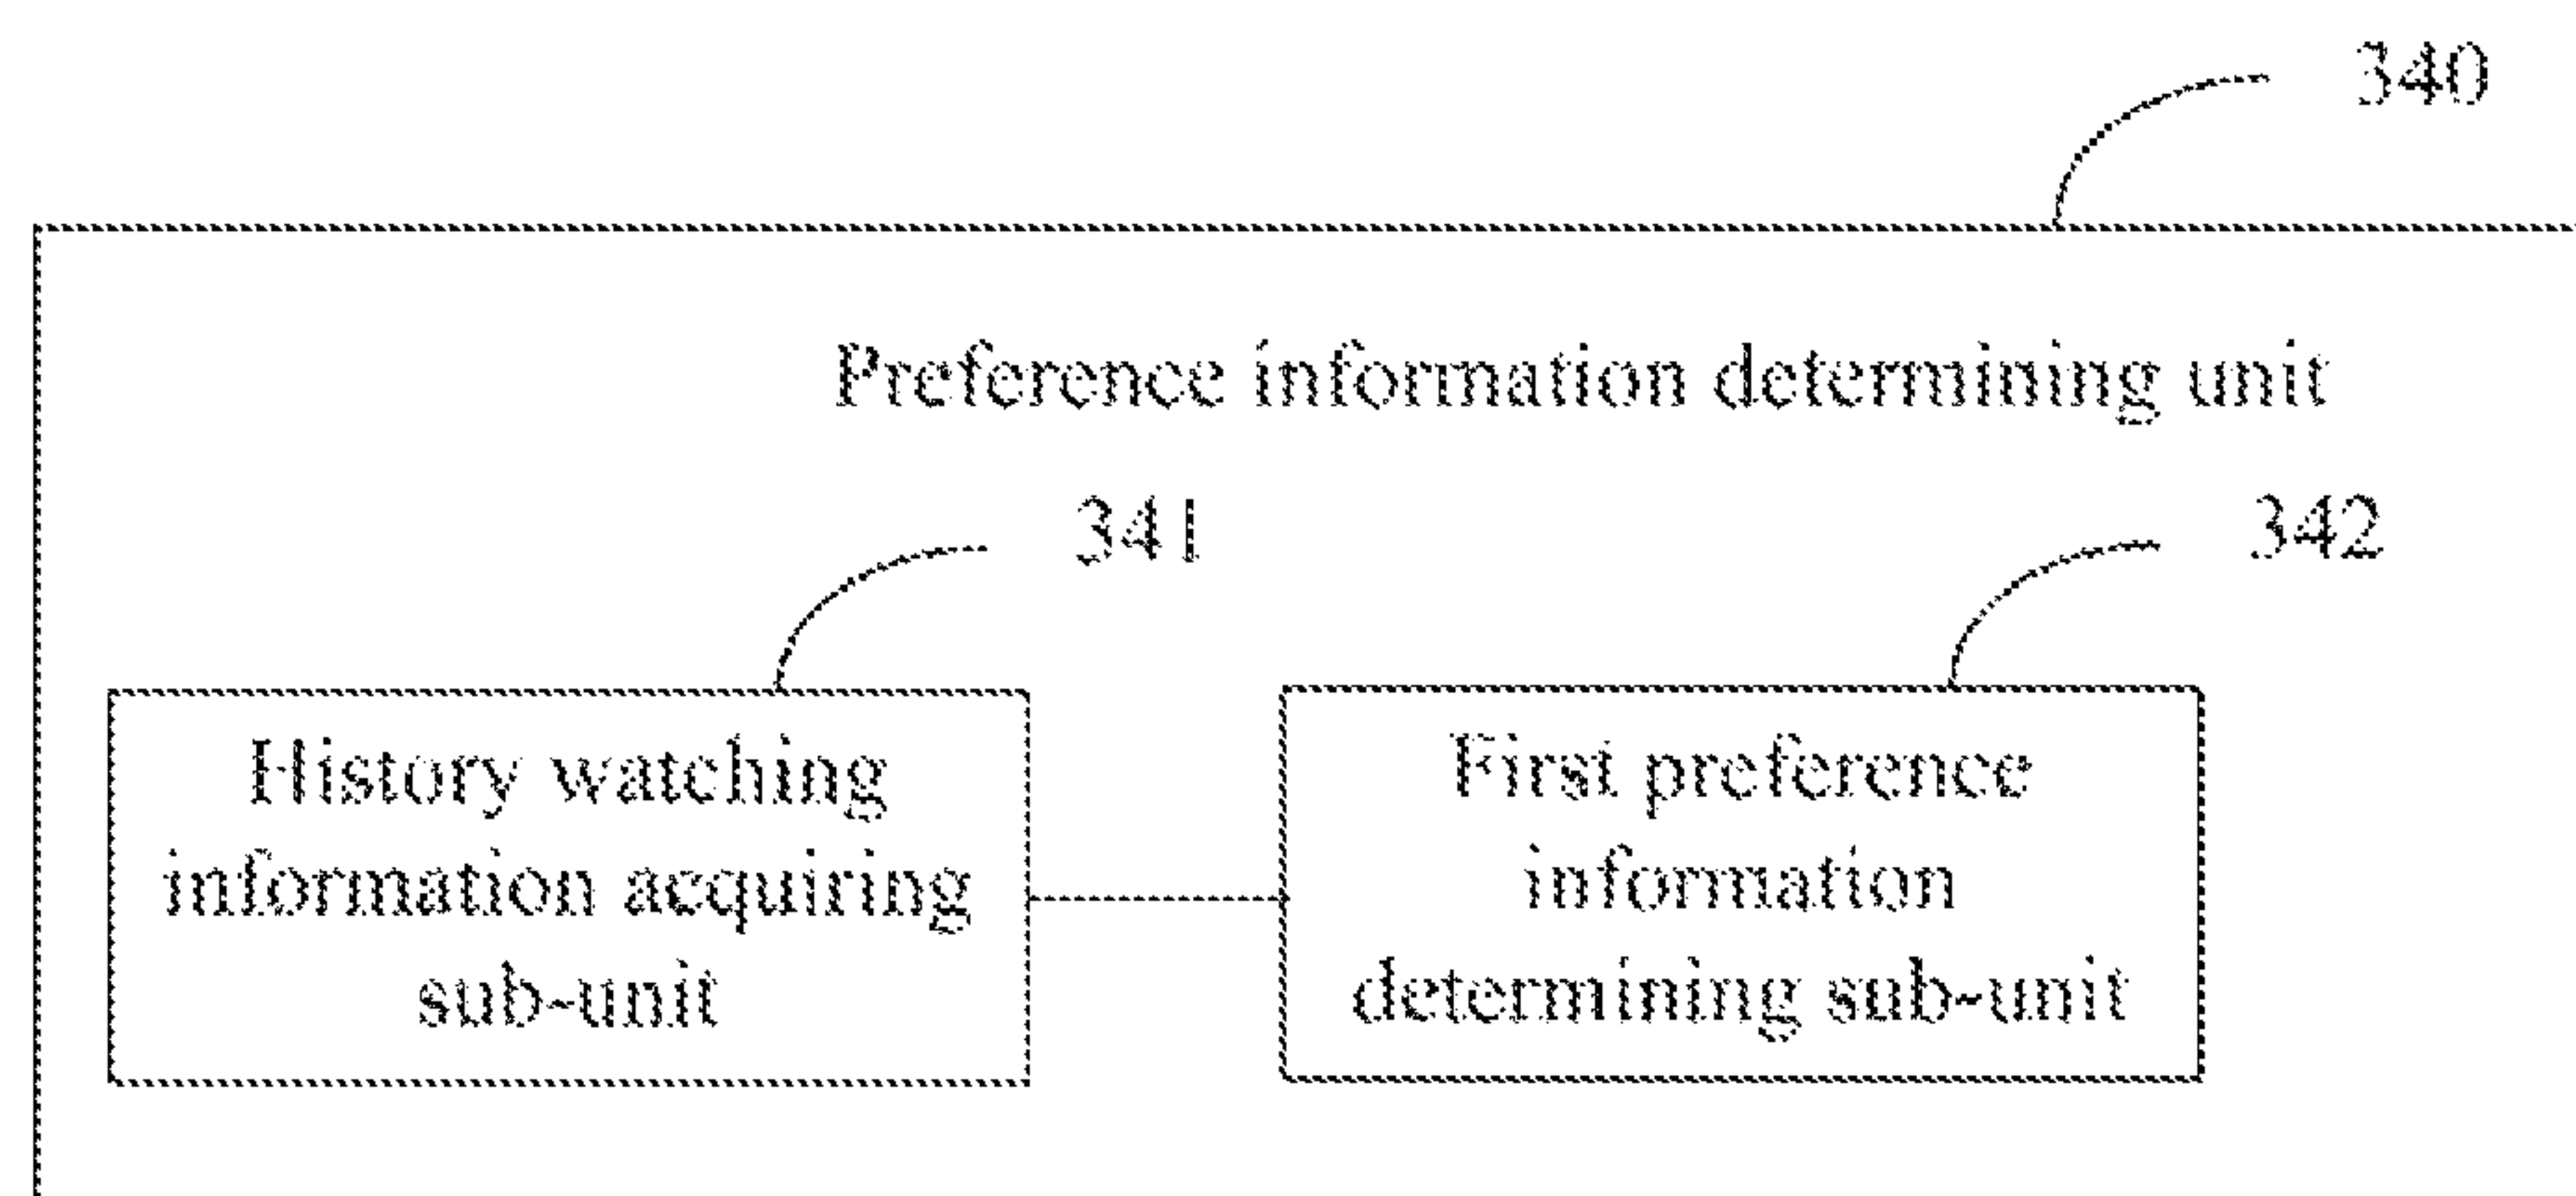 340
Preference information determining unit
341
342
History watching
information acquiring
sub-unit
First preference
information
determining sub-unit